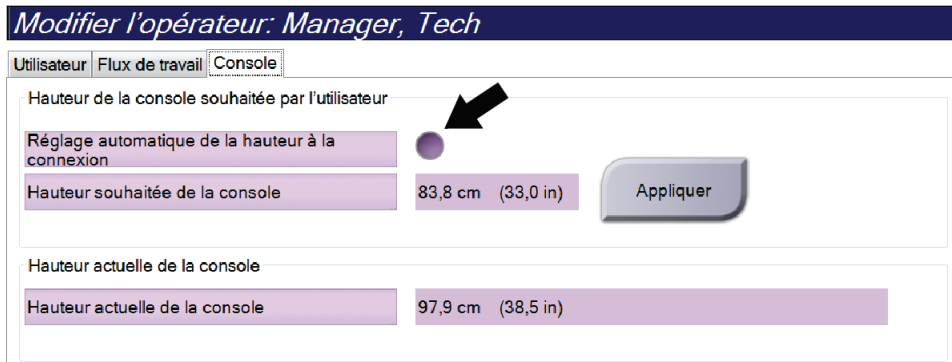 Modifier l'opérateur: Manager, Tech
Utilisateur Flux de travail Console
Hauteur de la console souhaitée par l'utilisateur
Réglage automatique de la hauteur à la
connexion
Hauteur souhaitée de la console 83,8 cm (33,0 in) Appliquer
Hauteur actuelle de la console
Hauteur actuelle de la console 97,9 cm (38,5 in)